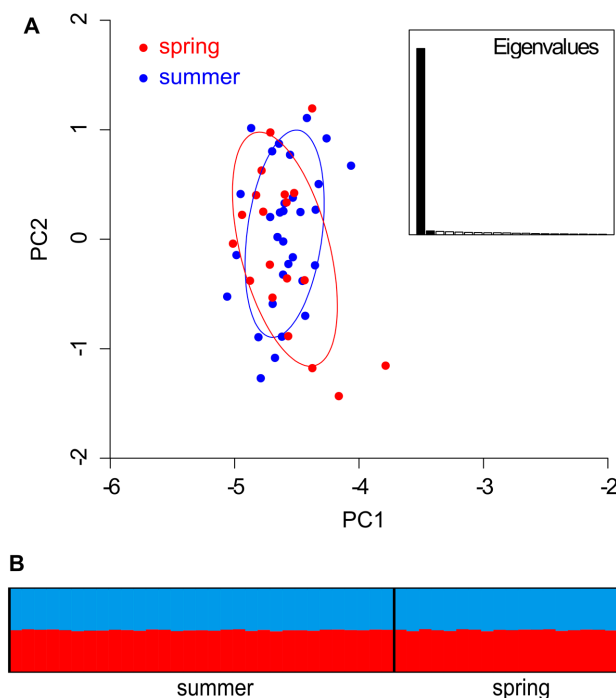 A
spring
summer
Eigenvalues
2
1
0
-1
-2
PC2
-6
-5
-4
-3
-2
PC1
B
summer
spring